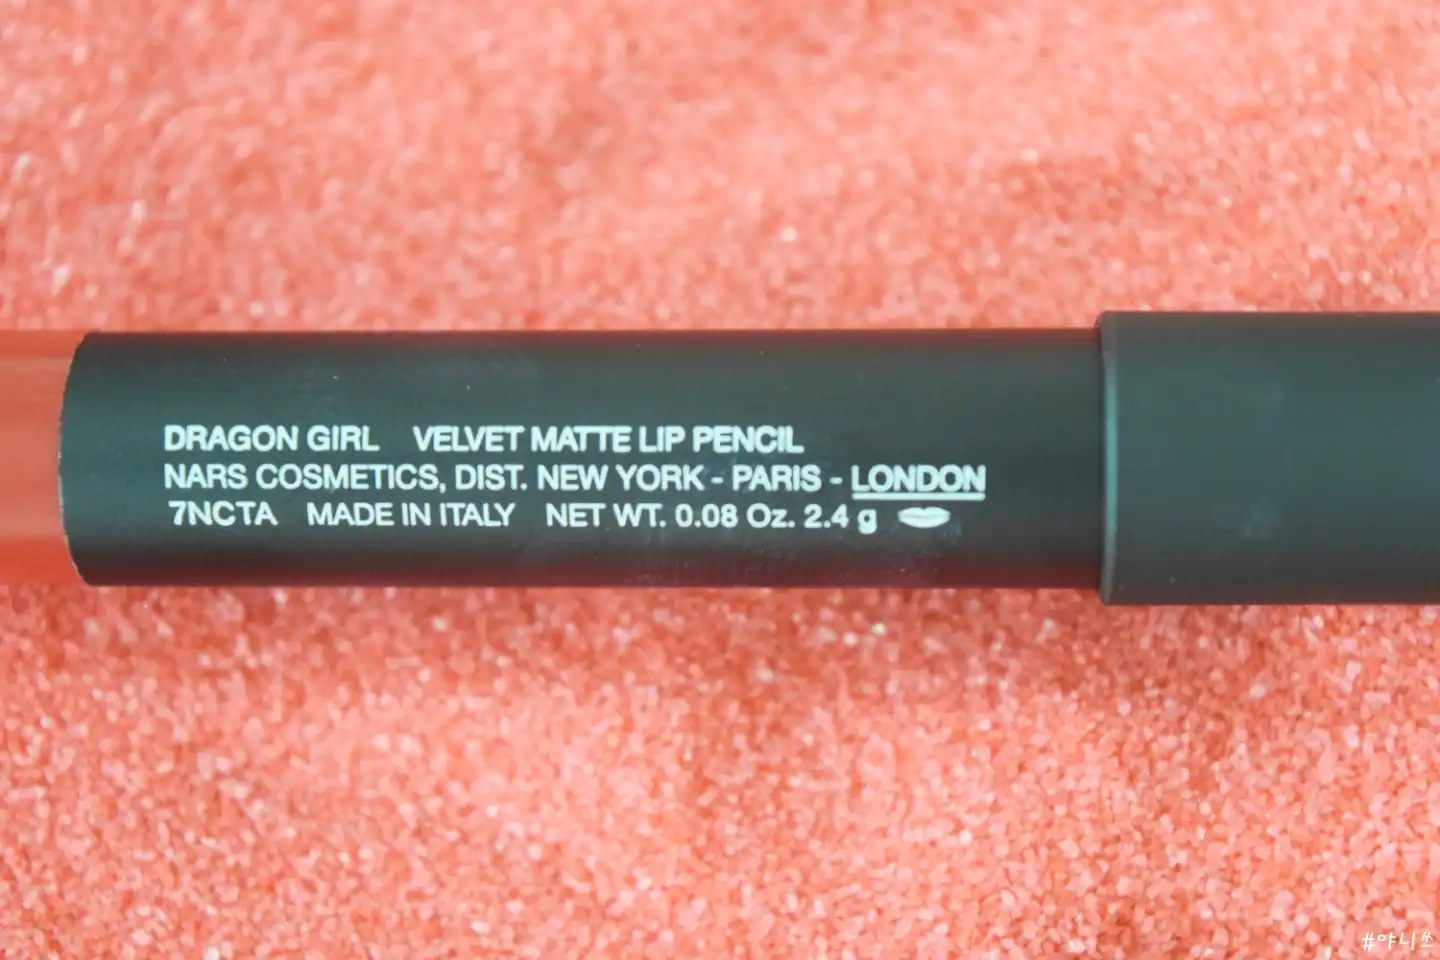 DRAGON GIRL VELVET MATTE LIP PENCIL
NARS COSMETICS, DIST. NEW YORK - PARIS - LONDON
7NCTA MADE IN ITALY NET WT. 0.08 Oz. 2.4 g
#야니쓰